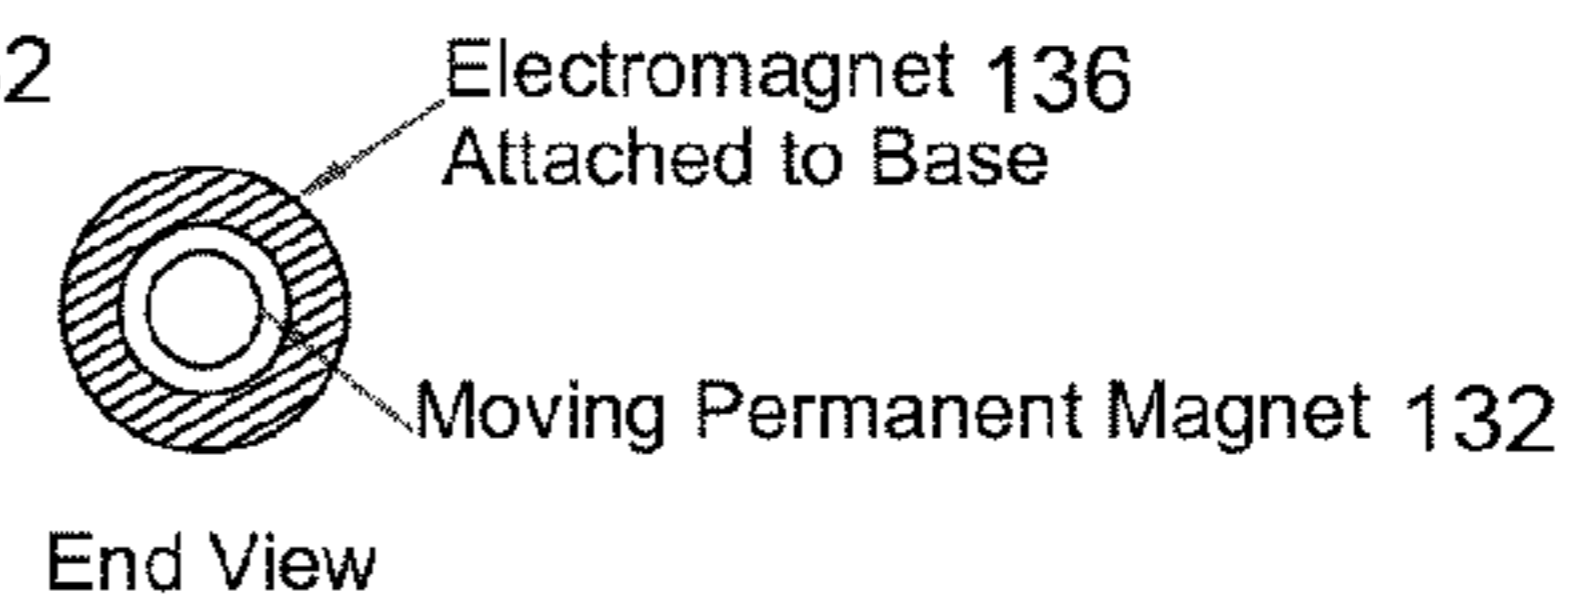 2
Electromagnet 136
Attached to Base
Moving Permanent Magnet 132
End View